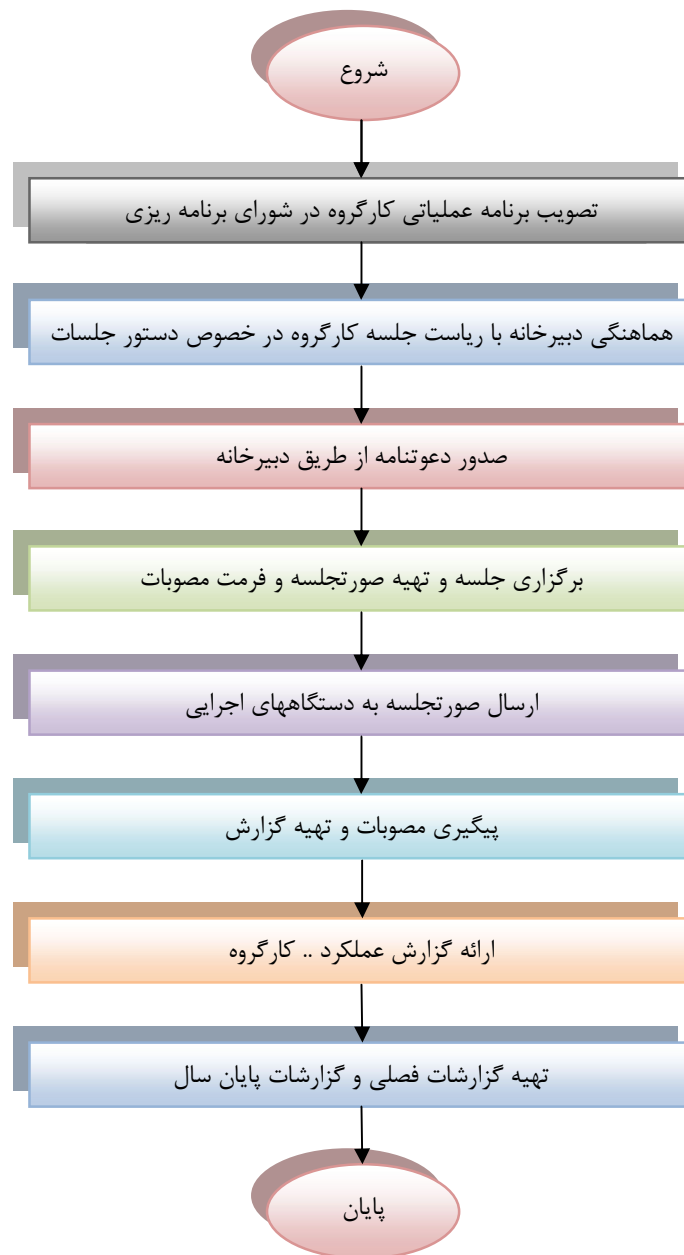 شروع
تصویب برنامه عملیاتی کارگروه در شورای برنامه ریزی
هماهنگی دبیرخانه با ریاست جلسه کارگروه در خصوص دستور جلسات
صدور دعوتنامه از طریق دبیرخانه
برگزاری جلسه و تهیه صورتجلسه و فرمت مصوبات
ارسال صورتجلسه به دستگاههای اجرایی
پیگیری مصوبات و تهیه گزارش
ارائه گزارش عملکرد .. کارگروه
تهیه گزارشات فصلی و گزارشات پایان سال
پایان